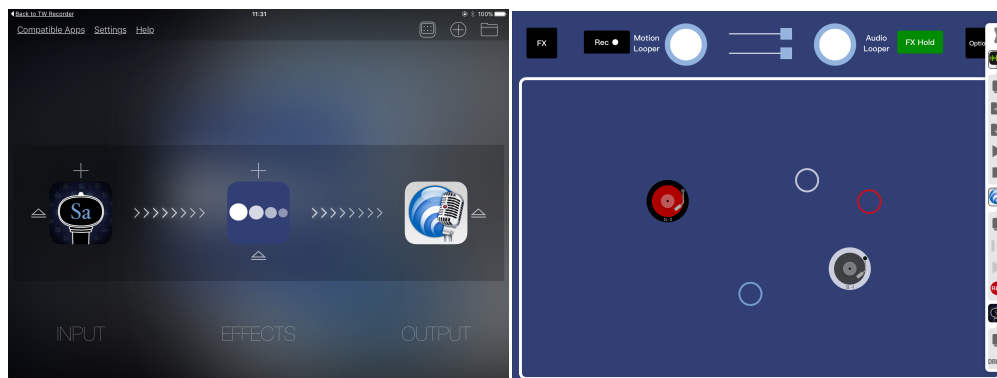 Back to TW Recorder
11:31
100%
Compatible Apps Settings Help
Sa
INPUT
EFFECTS
OUTPUT
FX
Rec
Motion
Looper
Audio
Looper
FX Hold
Optio